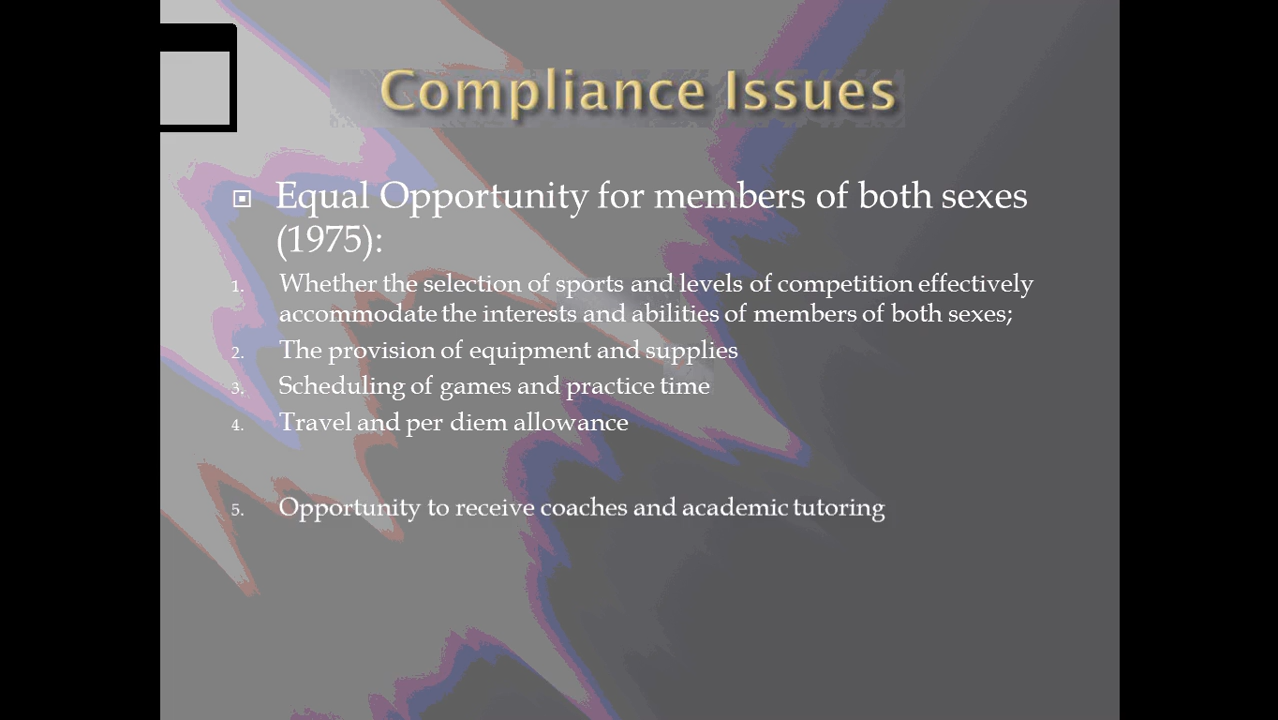 Compliance Issues
Equal Opportunity for members of both sexes
(1975):
1. Whether the selection of sports and levels of competition effectively
accommodate the interests and abilities of members of both sexes;
2. The provision of equipment and supplies
3. Scheduling of games and practice time
4. Travel and per diem allowance
5. Opportunity to receive coaches and academic tutoring